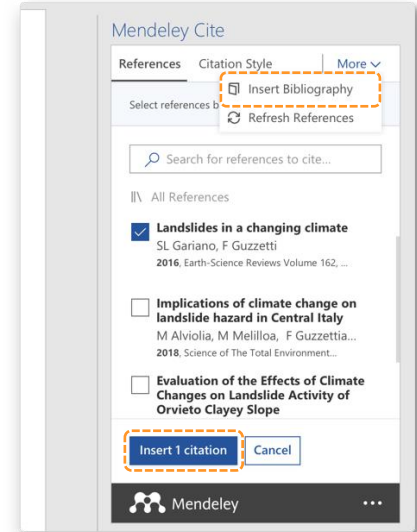 Mendeley Cite
References Citation Style More
Insert Bibliography
Select references b
Refresh References
Search for references to cite...
All References
Landslides in a changing climate
SL Gariano, F Guzzetti
2016, Earth-Science Reviews Volume 162, ...
Implications of climate change on
landslide hazard in Central Italy
M Alviolia, M Melilloa, F Guzzettia...
2018, Science of The Total Environment...
Evaluation of the Effects of Climate
Changes on Landslide Activity of
Orvieto Clayey Slope
Insert 1 citation Cancel
Mendeley ...